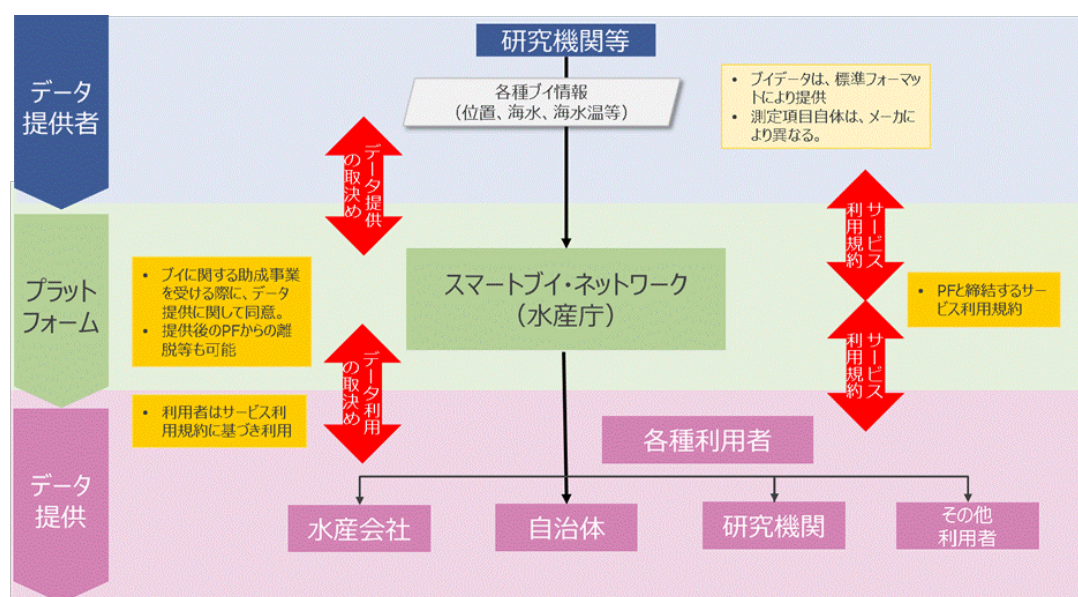 研究機関等
データ
提供者
各種ブイ情報
（位置、海水、海水温等）
• ブイデータは、標準フォーマッ
トにより提供
• 測定項目自体は、メーカに
より異なる。
データ提供
の取決め
サービス
利用規約
プラット
フォーム
• ブイに関する助成事業
を受ける際に、データ
提供に関して同意。
• 提供後のPFからの離
脱等も可能
スマートブイ・ネットワーク
（水産庁）
• PFと締結するサー
ビス利用規約
データ利用
の取決め
サービス
利用規約
• 利用者はサービス利
用規約に基づき利用
各種利用者
データ
提供
水産会社
自治体
研究機関
その他
利用者